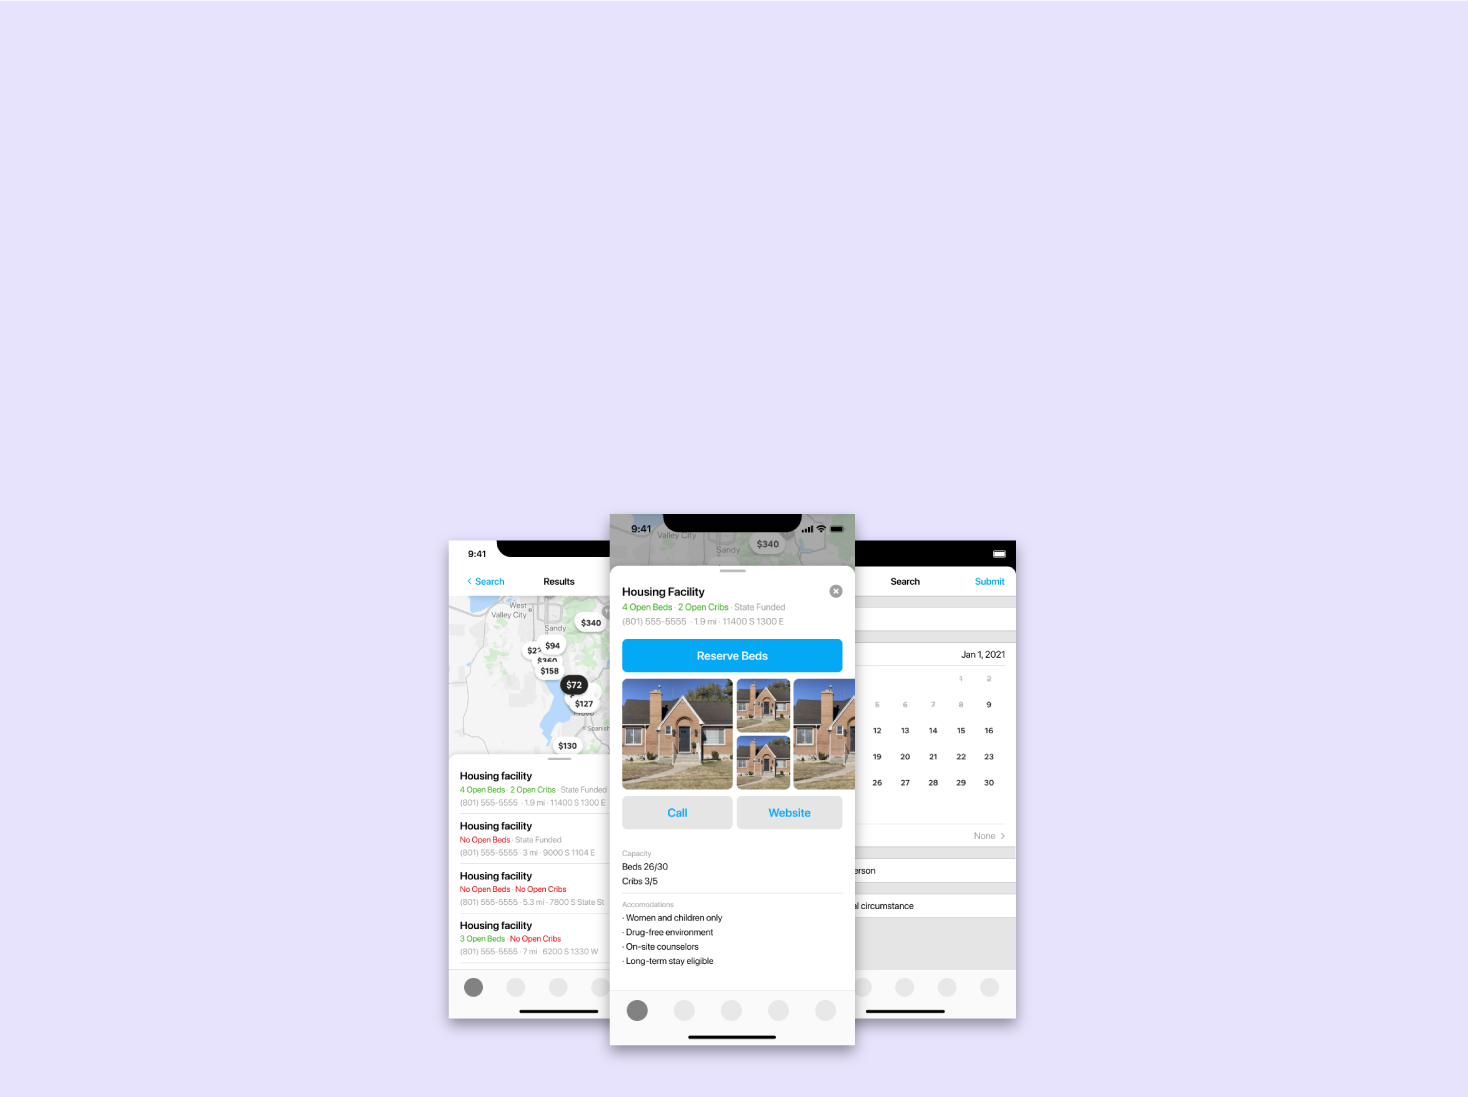 9:41
Search
Results
West
Valley City
Sandy
$340
$94
$360
$158
$72
$127
Spanish
$130
Housing facility
4 Open Beds · 2 Open Cribs · State Funded
(801) 555-5555 · 1.9 mi · 11400 S 1300 E
Housing facility
No Open Beds · State Funded
(801) 555-5555 · 3 mi · 9000 S 1104 E
Housing facility
No Open Beds · No Open Cribs
(801) 555-5555 · 5.3 mi · 7800 S State St
Housing facility
3 Open Beds · No Open Cribs
(801) 555-5555 · 7 mi · 6200 S 1330 W
9:41
Valley City
Sandy
$340
Housing Facility
4 Open Beds · 2 Open Cribs · State Funded
(801) 555-5555 · 1.9 mi · 11400 S 1300 E
Reserve Beds
Call
Website
Capacity
Beds 26/30
Cribs 3/5
Accomodations
· Women and children only
· Drug-free environment
· On-site counselors
· Long-term stay eligible
Search
Submit
Jan 1, 2021
1 2
5 6 7 8 9
12 13 14 15 16
19 20 21 22 23
26 27 28 29 30
None
erson
circumstance